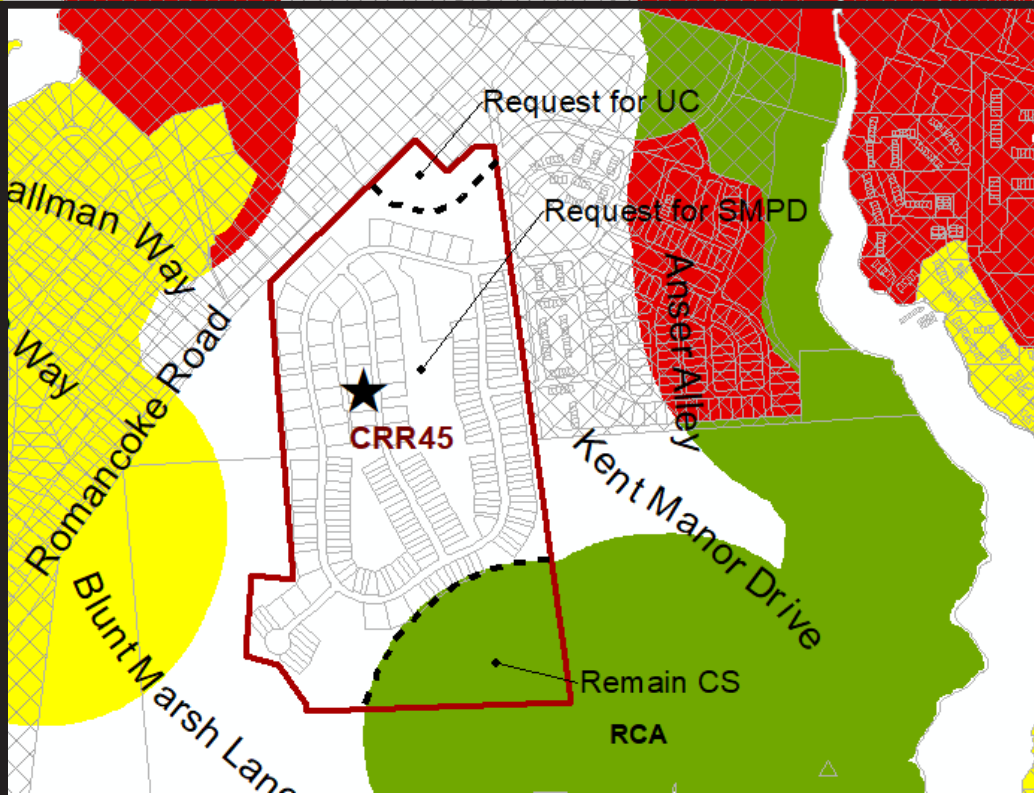 Request for UC
Request for SMPD
allman Way
Way
Anser Alley
Romancoke Road
CRR45
Kent Manor Drive
Blunt Marsh Lane
Remain CS
RCA